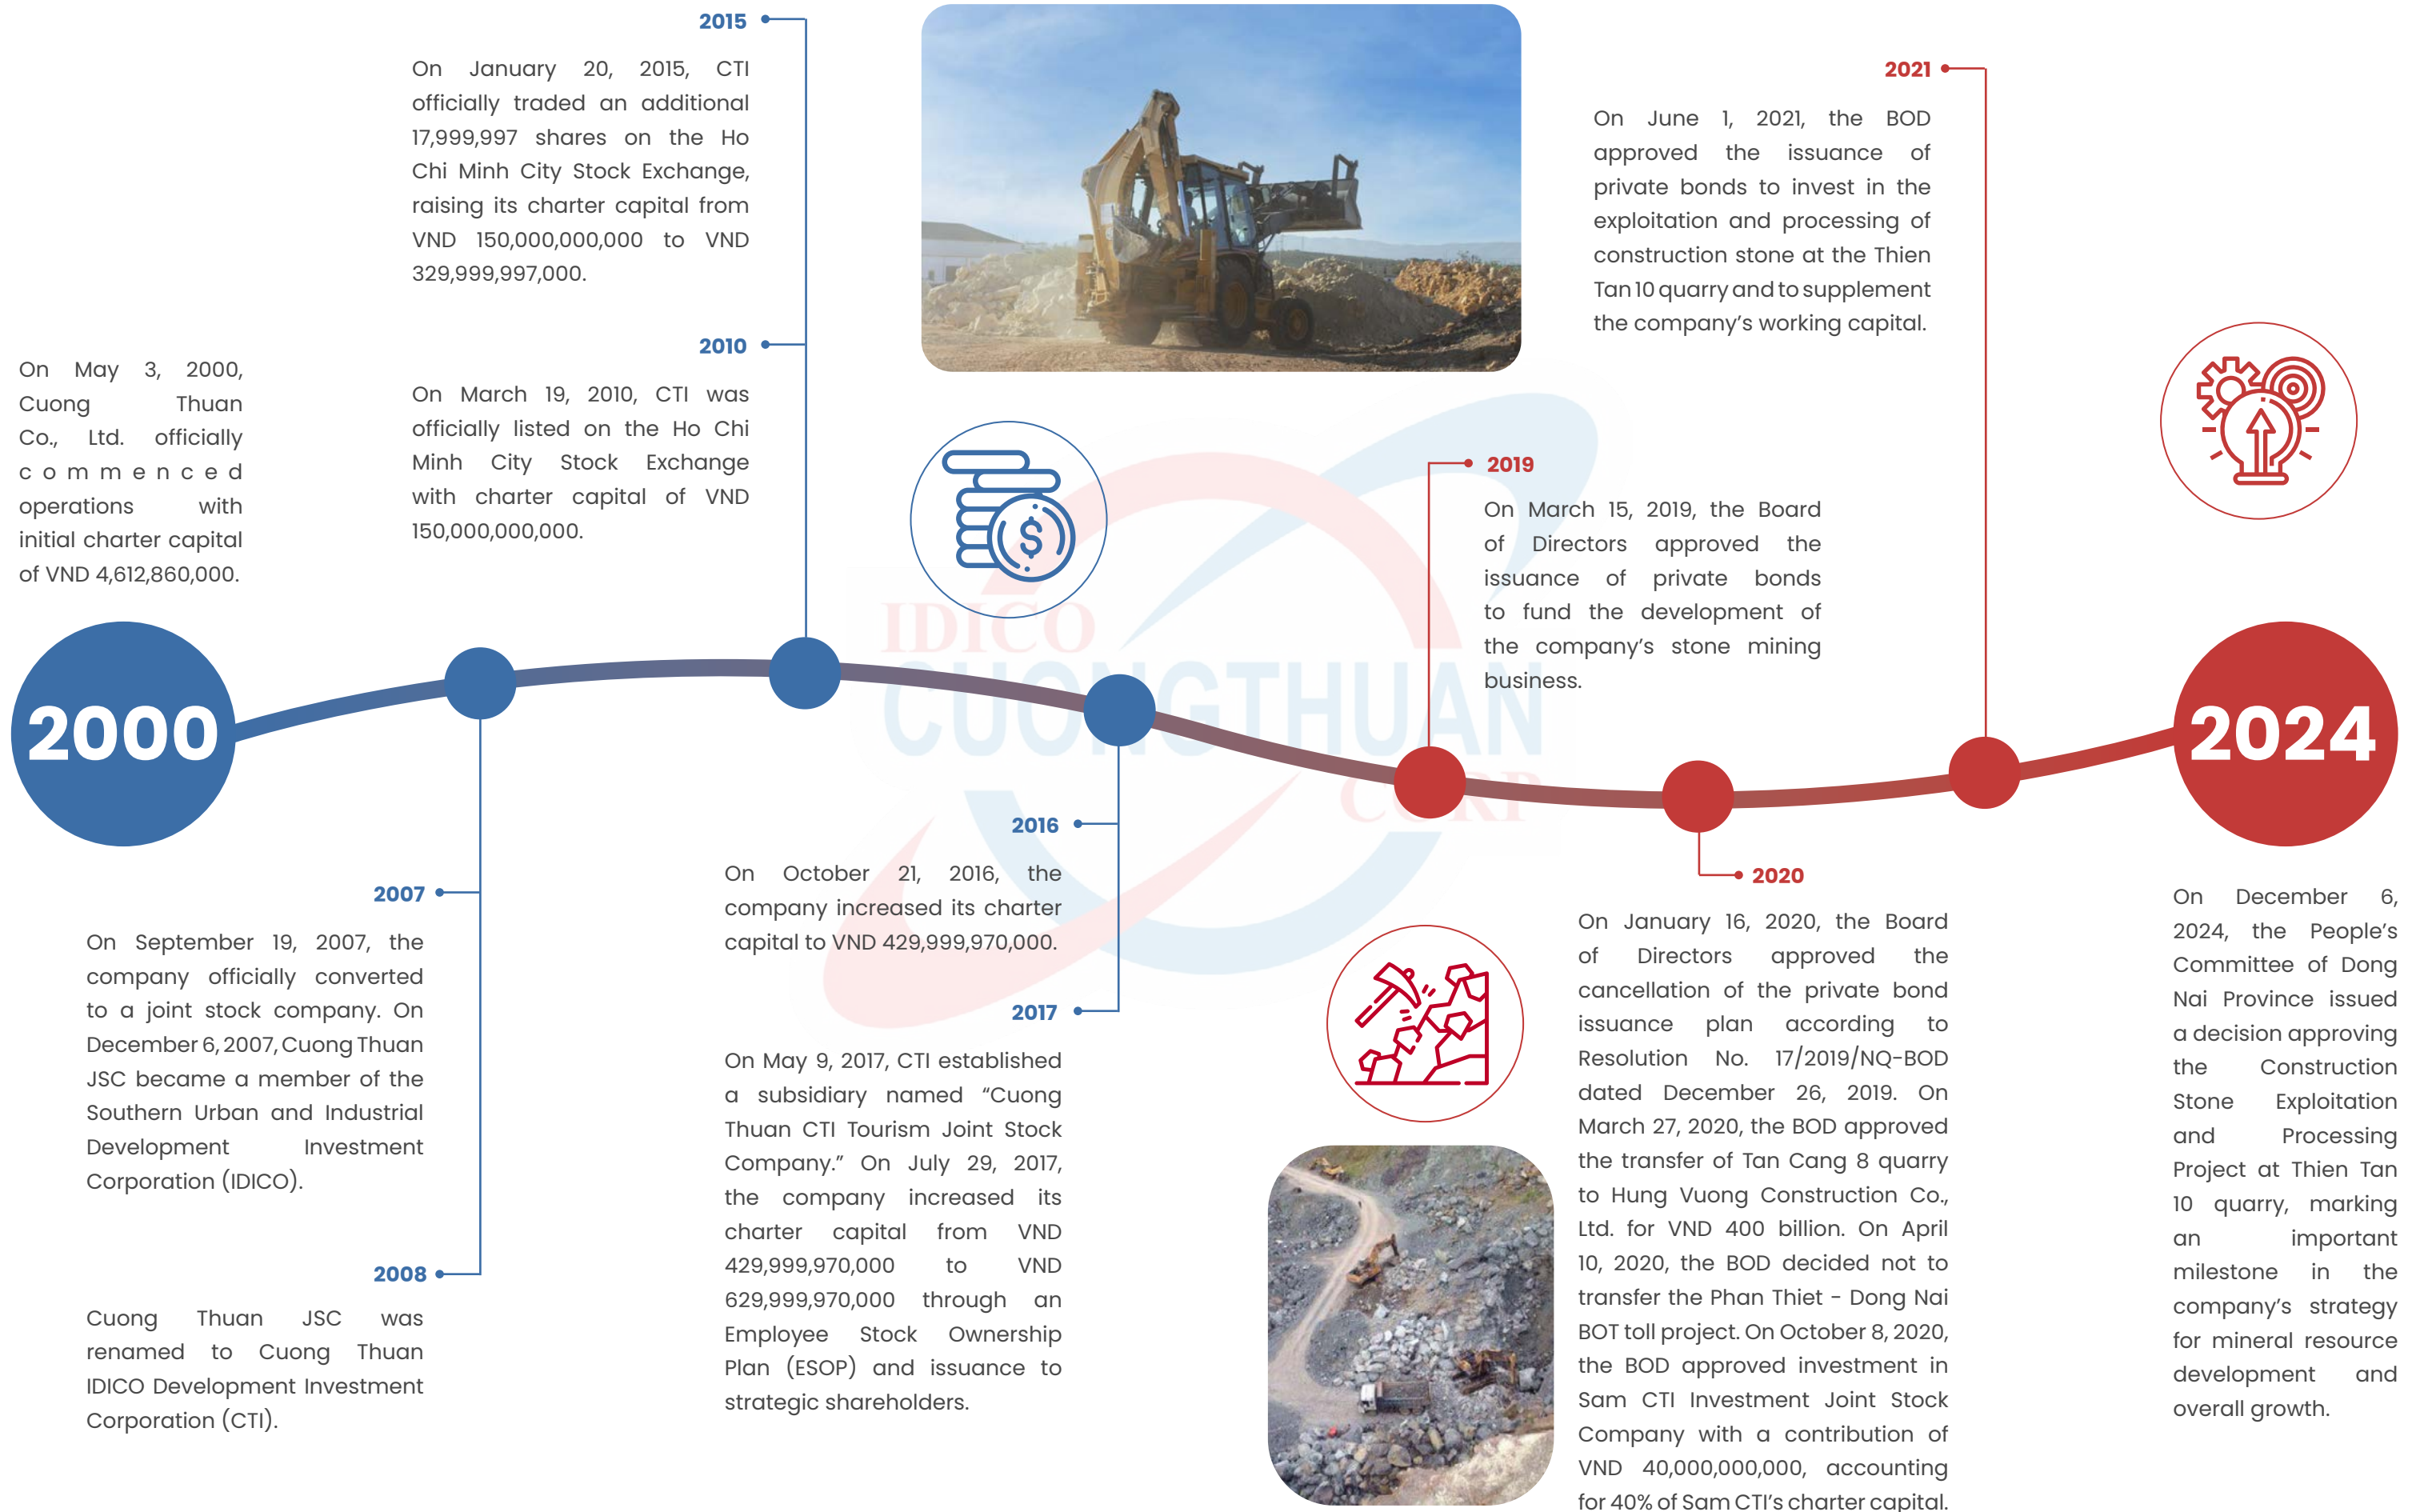 2000
On May 3, 2000,
Cuong Thuan
Co., Ltd. officially
commenced
operations with
initial charter capital
of VND 4,612,860,000.
2007
On September 19, 2007, the
company officially converted
to a joint stock company. On
December 6, 2007, Cuong Thuan
JSC became a member of the
Southern Urban and Industrial
Development Investment
Corporation (IDICO).
2008
Cuong Thuan JSC was
renamed to Cuong Thuan
IDICO Development Investment
Corporation (CTI).
2015
On January 20, 2015, CTI
officially traded an additional
17,999,997 shares on the Ho
Chi Minh City Stock Exchange,
raising its charter capital from
VND 150,000,000,000 to VND
329,999,997,000.
2010
On March 19, 2010, CTI was
officially listed on the Ho Chi
Minh City Stock Exchange
with charter capital of VND
150,000,000,000.
2016
On October 21, 2016, the
company increased its charter
capital to VND 429,999,970,000.
2017
On May 9, 2017, CTI established
a subsidiary named “Cuong
Thuan CTI Tourism Joint Stock
Company.” On July 29, 2017,
the company increased its
charter capital from VND
429,999,970,000 to VND
629,999,970,000 through an
Employee Stock Ownership
Plan (ESOP) and issuance to
strategic shareholders.
IDICO
CUONGTHUAN
CORP
2019
On March 15, 2019, the Board
of Directors approved the
issuance of private bonds
to fund the development of
the company’s stone mining
business.
2020
On January 16, 2020, the Board
of Directors approved the
cancellation of the private bond
issuance plan according to
Resolution No. 17/2019/NQ-BOD
dated December 26, 2019. On
March 27, 2020, the BOD approved
the transfer of Tan Cang 8 quarry
to Hung Vuong Construction Co.,
Ltd. for VND 400 billion. On April
10, 2020, the BOD decided not to
transfer the Phan Thiet - Dong Nai
BOT toll project. On October 8, 2020,
the BOD approved investment in
Sam CTI Investment Joint Stock
Company with a contribution of
VND 40,000,000,000, accounting
for 40% of Sam CTI’s charter capital.
2021
On June 1, 2021, the BOD
approved the issuance of
private bonds to invest in the
exploitation and processing of
construction stone at the Thien
Tan 10 quarry and to supplement
the company’s working capital.
2024
On December 6,
2024, the People’s
Committee of Dong
Nai Province issued
a decision approving
the Construction
Stone Exploitation
and Processing
Project at Thien Tan
10 quarry, marking
an important
milestone in the
company’s strategy
for mineral resource
development and
overall growth.